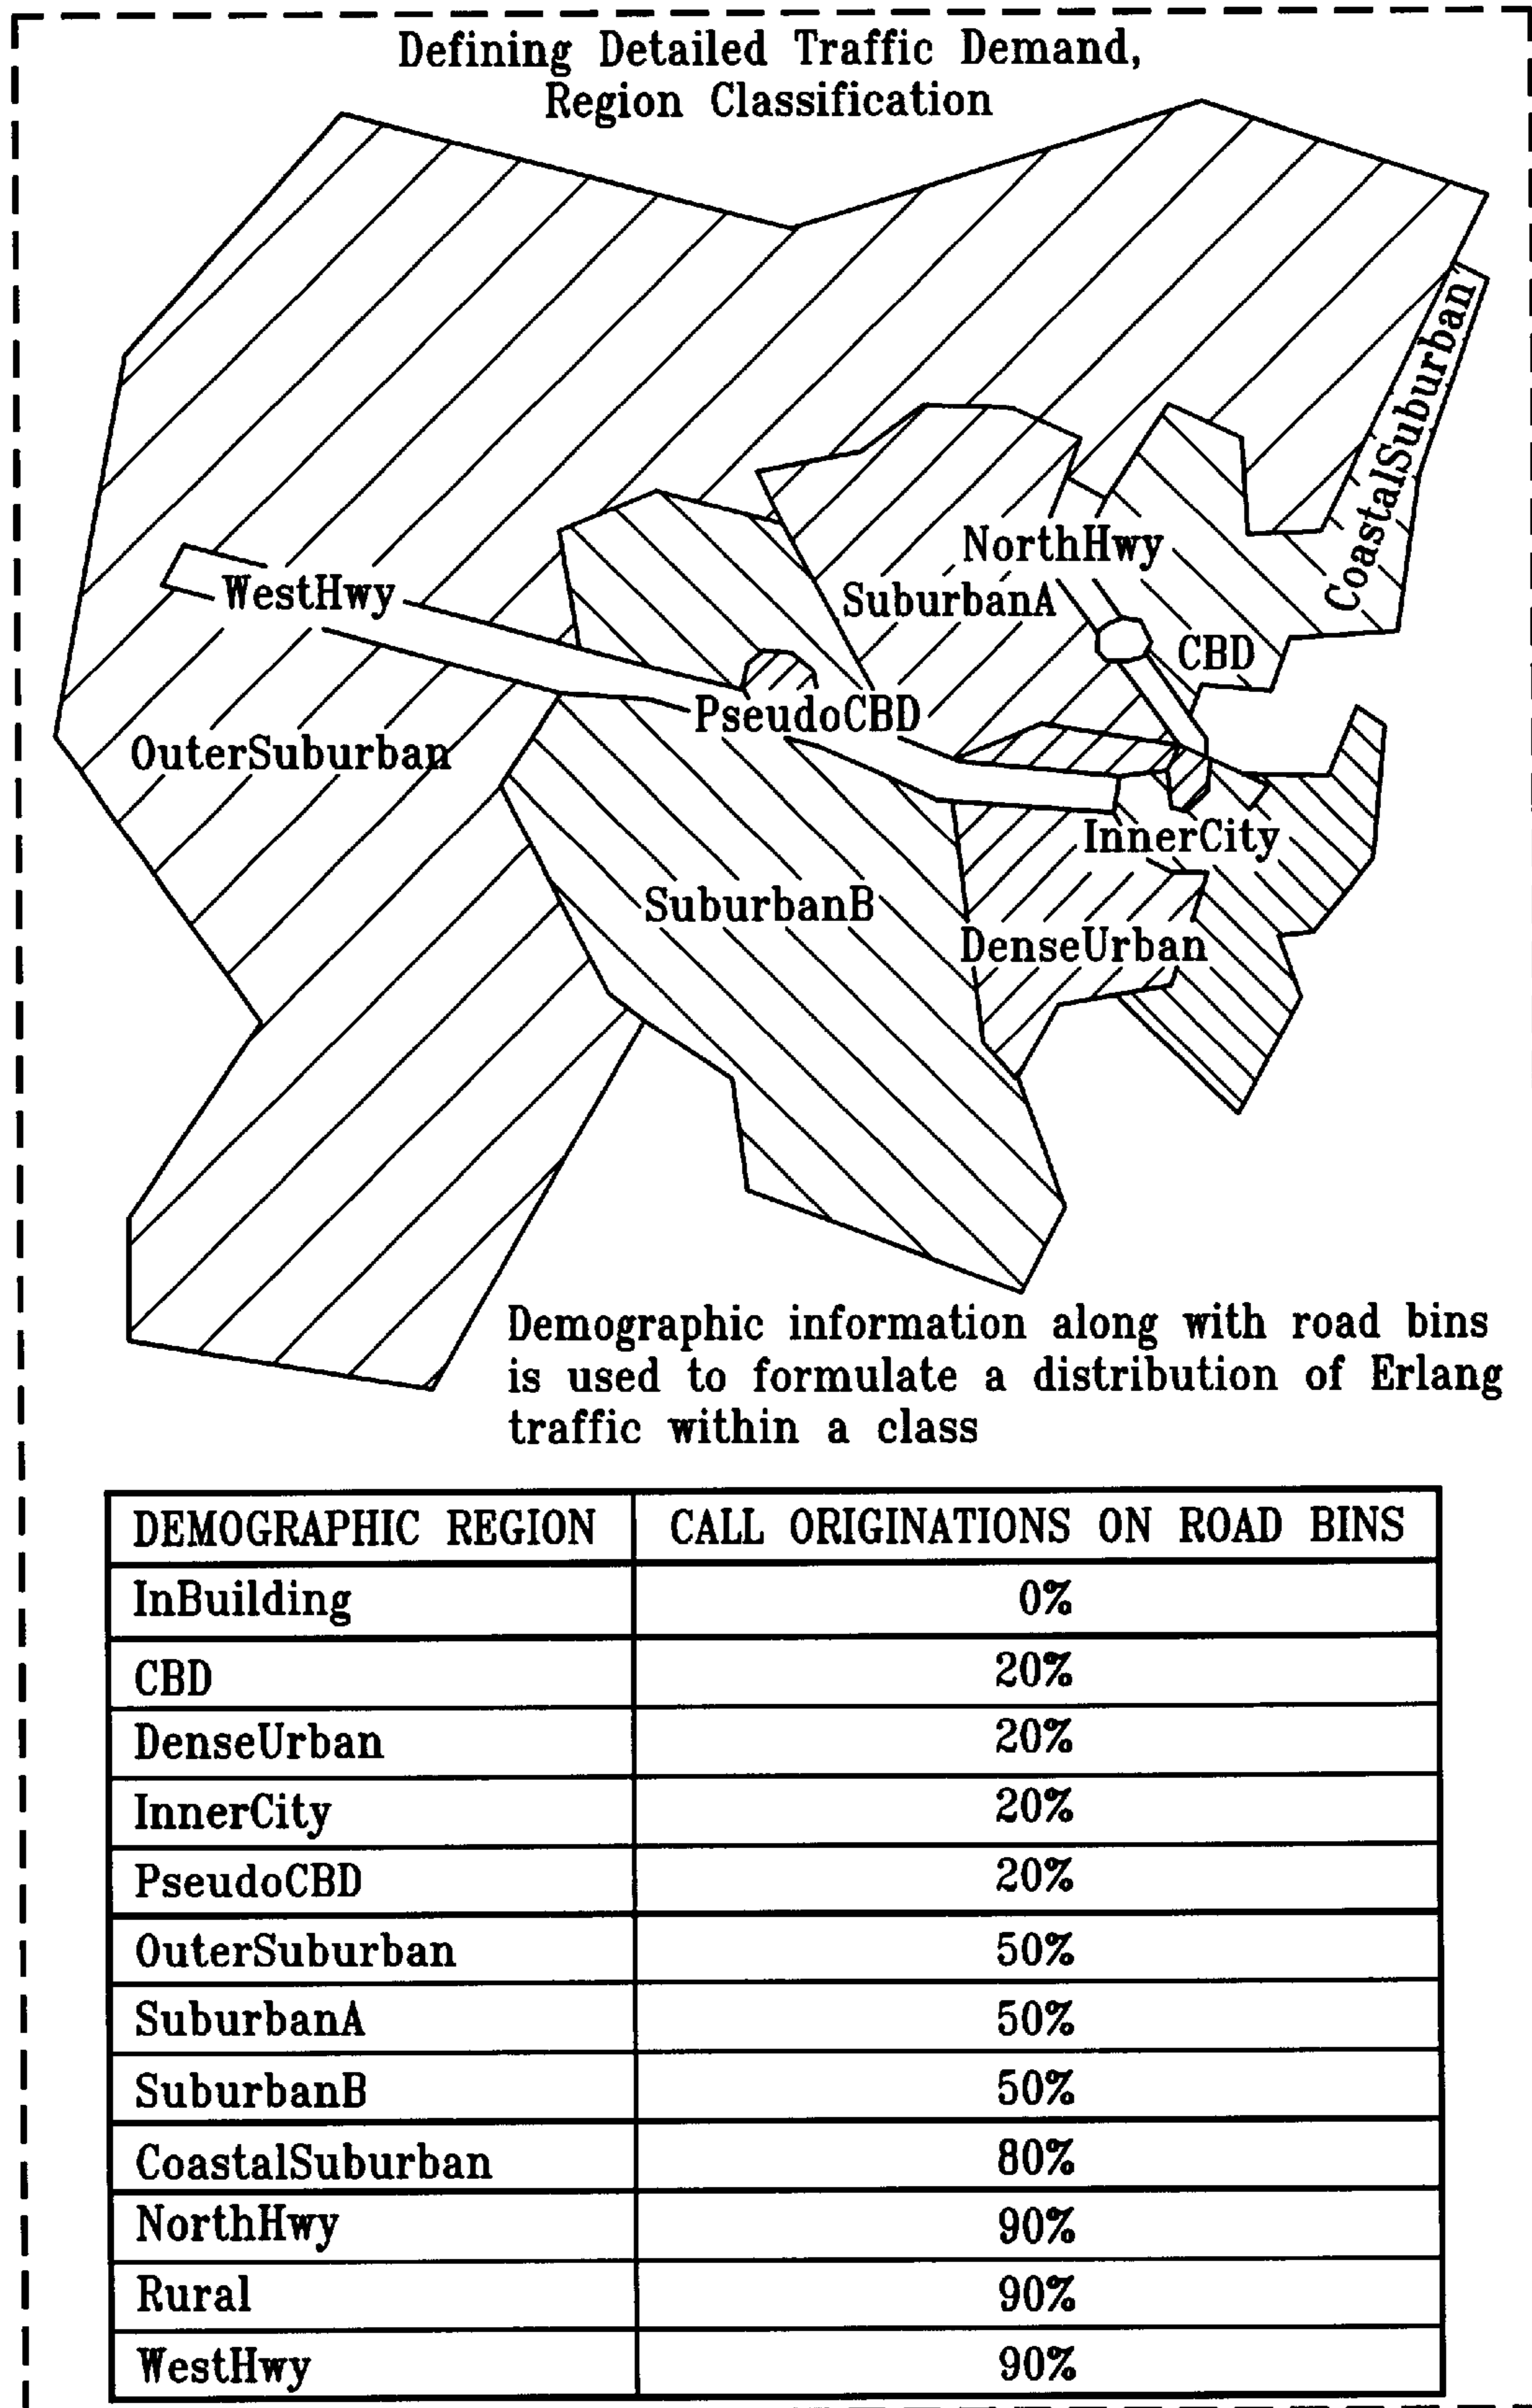 Defining Detailed Traffic Demand,
Region Classification
CoastalSuburban
NorthHwy
WestHwy
SuburbanA
CBD
PseudoCBD
OuterSuburban
InnerCity
SuburbanB
DenseUrban
Demographic information along with road bins
is used to formulate a distribution of Erlang
traffic within a class
DEMOGRAPHIC REGION CALL ORIGINATIONS ON ROAD BINS
InBuilding 0%
CBD 20%
DenseUrban 20%
InnerCity 20%
PseudoCBD 20%
OuterSuburban 50%
SuburbanA 50%
SuburbanB 50%
CoastalSuburban 80%
NorthHwy 90%
Rural 90%
WestHwy 90%